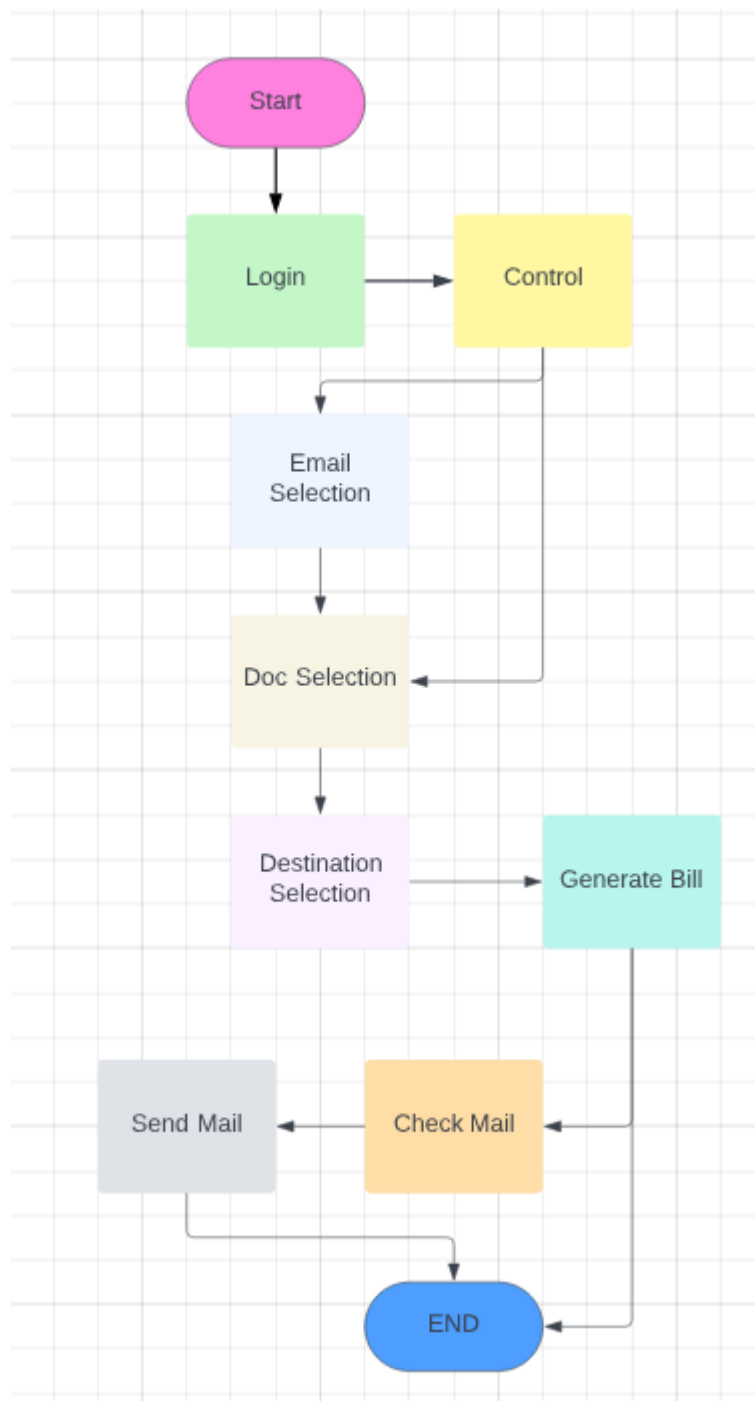 Start
Login
Control
Email
Selection
Doc Selection
Destination
Selection
Generate Bill
Send Mail
Check Mail
END